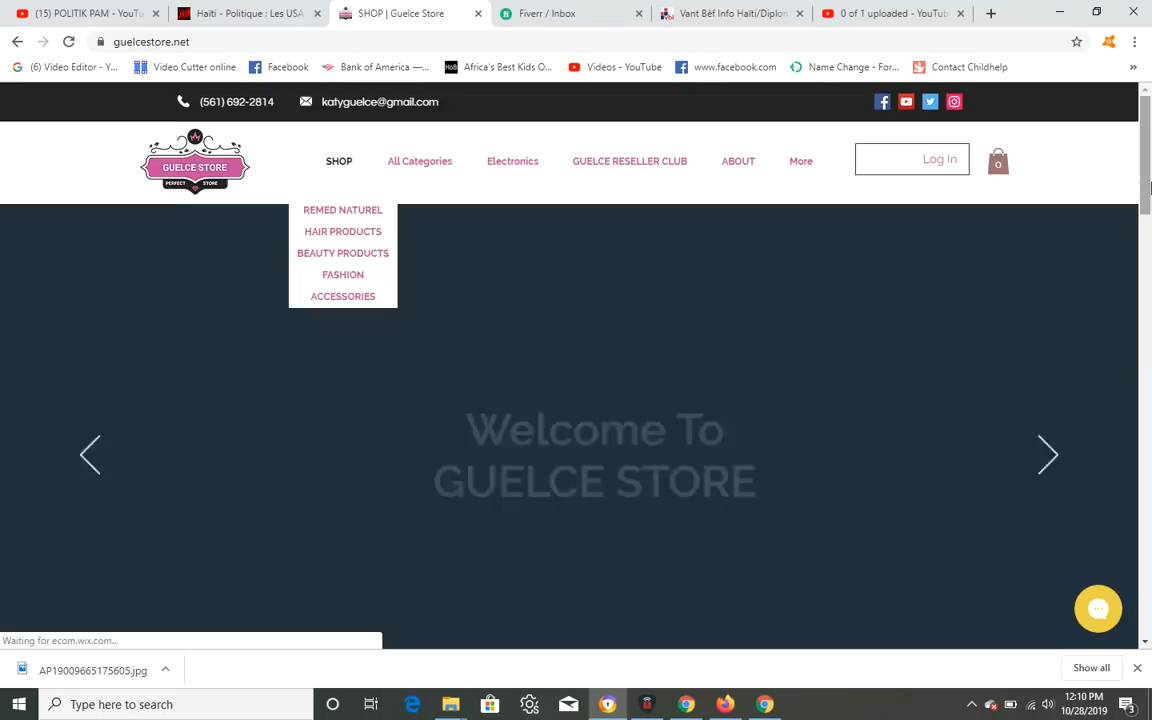 (15) POLITIK PAM - YouTu
Haïti - Politique : Les USA
SHOP | Guelce Store
Fiverr / Inbox
Vant Bèf Info Haïti/Diplon
0 of 1 uploaded - YouTub
guelcestore.net
(6) Video Editor - Y...
Video Cutter online
Facebook
Bank of America —...
Africa's Best Kids O...
Videos - YouTube
www.facebook.com
Name Change - For...
Contact Childhelp
(561) 692-2814
katyguelce@gmail.com
GUELCE STORE
PERFECT STORE
SHOP
All Categories
Electronics
GUELCE RESELLER CLUB
ABOUT
More
Log In
0
REMED NATUREL
HAIR PRODUCTS
BEAUTY PRODUCTS
FASHION
ACCESSORIES
Welcome To
GUELCE STORE
Waiting for ecom.wix.com...
AP19009665175605.jpg
Show all
Type here to search
12:10 PM
10/28/2019
3